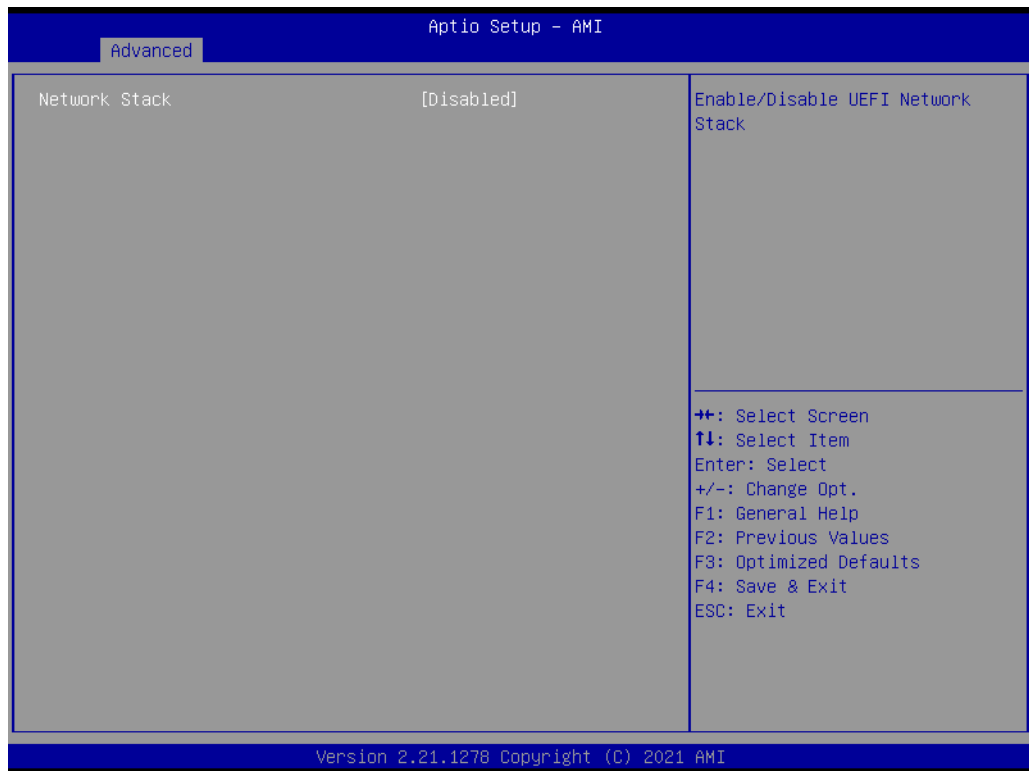 Aptio Setup – AMI
Advanced
Network Stack [Disabled]
Enable/Disable UEFI Network
Stack
→←: Select Screen
↑↓: Select Item
Enter: Select
+/-: Change Opt.
F1: General Help
F2: Previous Values
F3: Optimized Defaults
F4: Save & Exit
ESC: Exit
Version 2.21.1278 Copyright (C) 2021 AMI